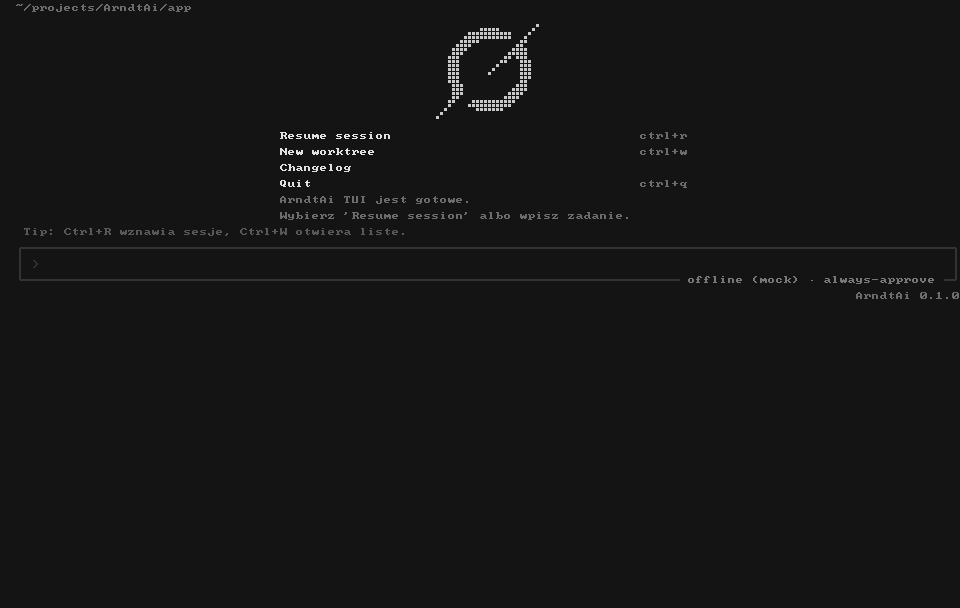 ~/projects/ArndtAi/app
Resume session ctrl+r
New worktree ctrl+w
Changelog
Quit ctrl+q
ArndtAi TUI jest gotowe.
Wybierz 'Resume session' albo wpisz zadanie.
Tip: Ctrl+R wznawia sesje, Ctrl+W otwiera liste.
❯
offline (mock) · always-approve
ArndtAi 0.1.0